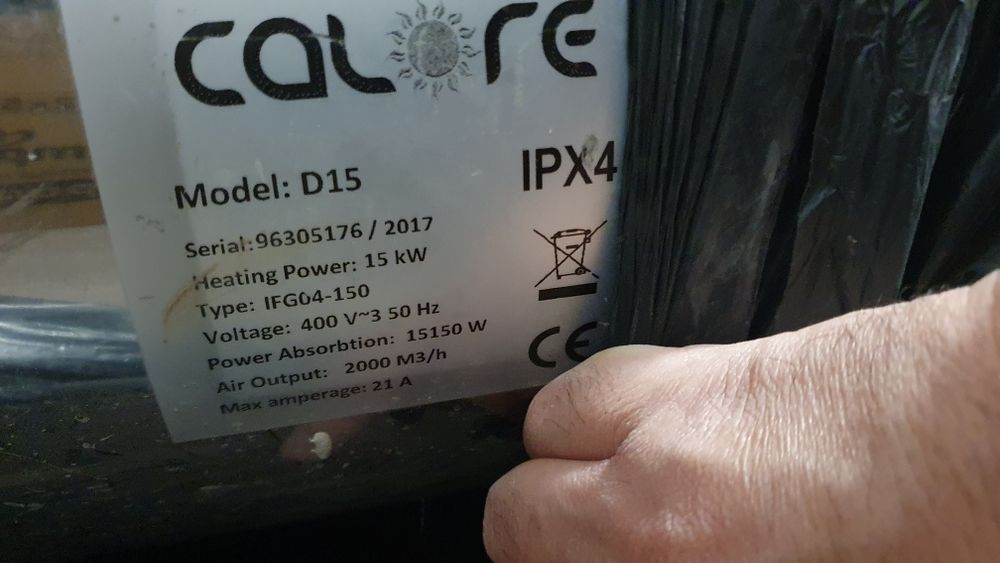 CALORE
IPX4
Model: D15
Serial:96305176 / 2017
Heating Power: 15 kW
Type: IFG04-150
Voltage: 400 V~3 50 Hz
Power Absorbtion: 15150 W
Air Output: 2000 M3/h
Max amperage: 21 A
CE